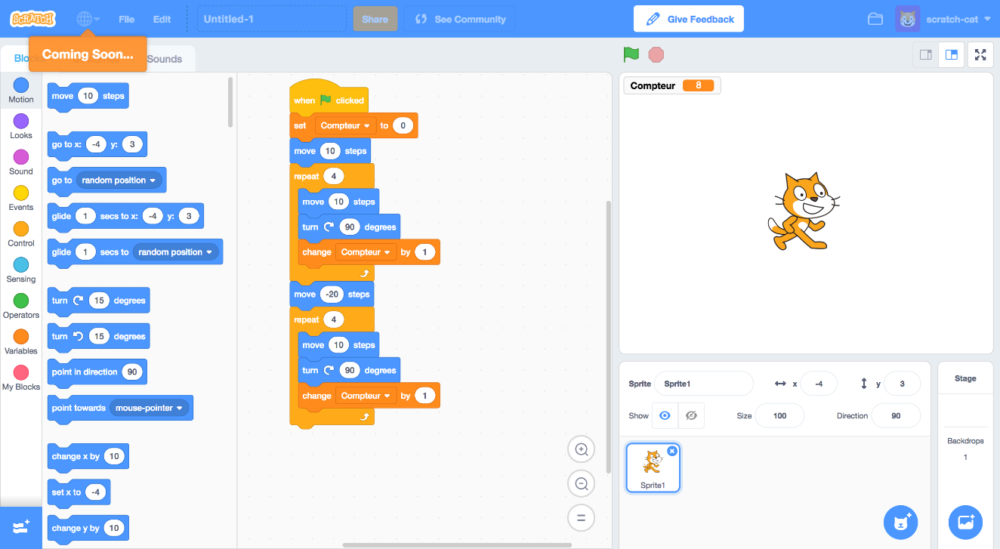 SCRATCH
File
Edit
Untitled-1
Share
See Community
Give Feedback
scratch-cat
Coming Soon...
Sounds
Motion
Looks
Sound
Events
Control
Sensing
Operators
Variables
My Blocks
move 10 steps
go to x: -4 y: 3
go to random position
glide 1 secs to x: -4 y: 3
glide 1 secs to random position
turn 15 degrees
turn 15 degrees
point in direction 90
point towards mouse-pointer
change x by 10
set x to -4
change y by 10
when clicked
set Compteur to 0
move 10 steps
repeat 4
move 10 steps
turn 90 degrees
change Compteur by 1
move -20 steps
repeat 4
move 10 steps
turn 90 degrees
change Compteur by 1
Compteur 8
Sprite Sprite1 x -4 y 3
Show Size 100 Direction 90
Sprite1
Stage
Backdrops
1